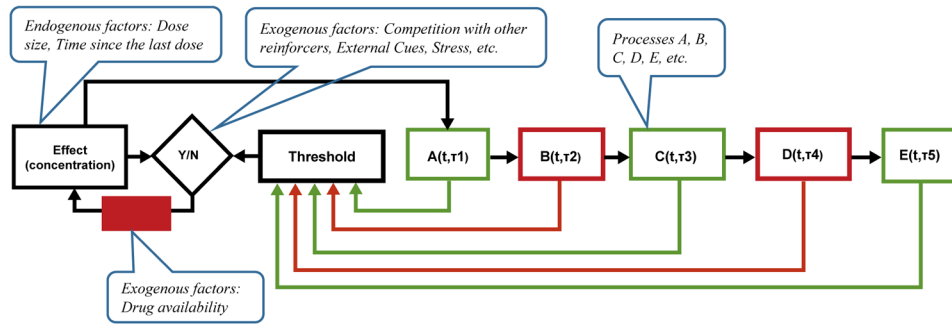 Endogenous factors: Dose
size, Time since the last dose
Exogenous factors: Competition with other
reinforcers, External Cues, Stress, etc.
Processes A, B,
C, D, E, etc.
Effect
(concentration)
Y/N
Threshold
A(t,τ1)
B(t,τ2)
C(t,τ3)
D(t,τ4)
E(t,τ5)
Exogenous factors:
Drug availability